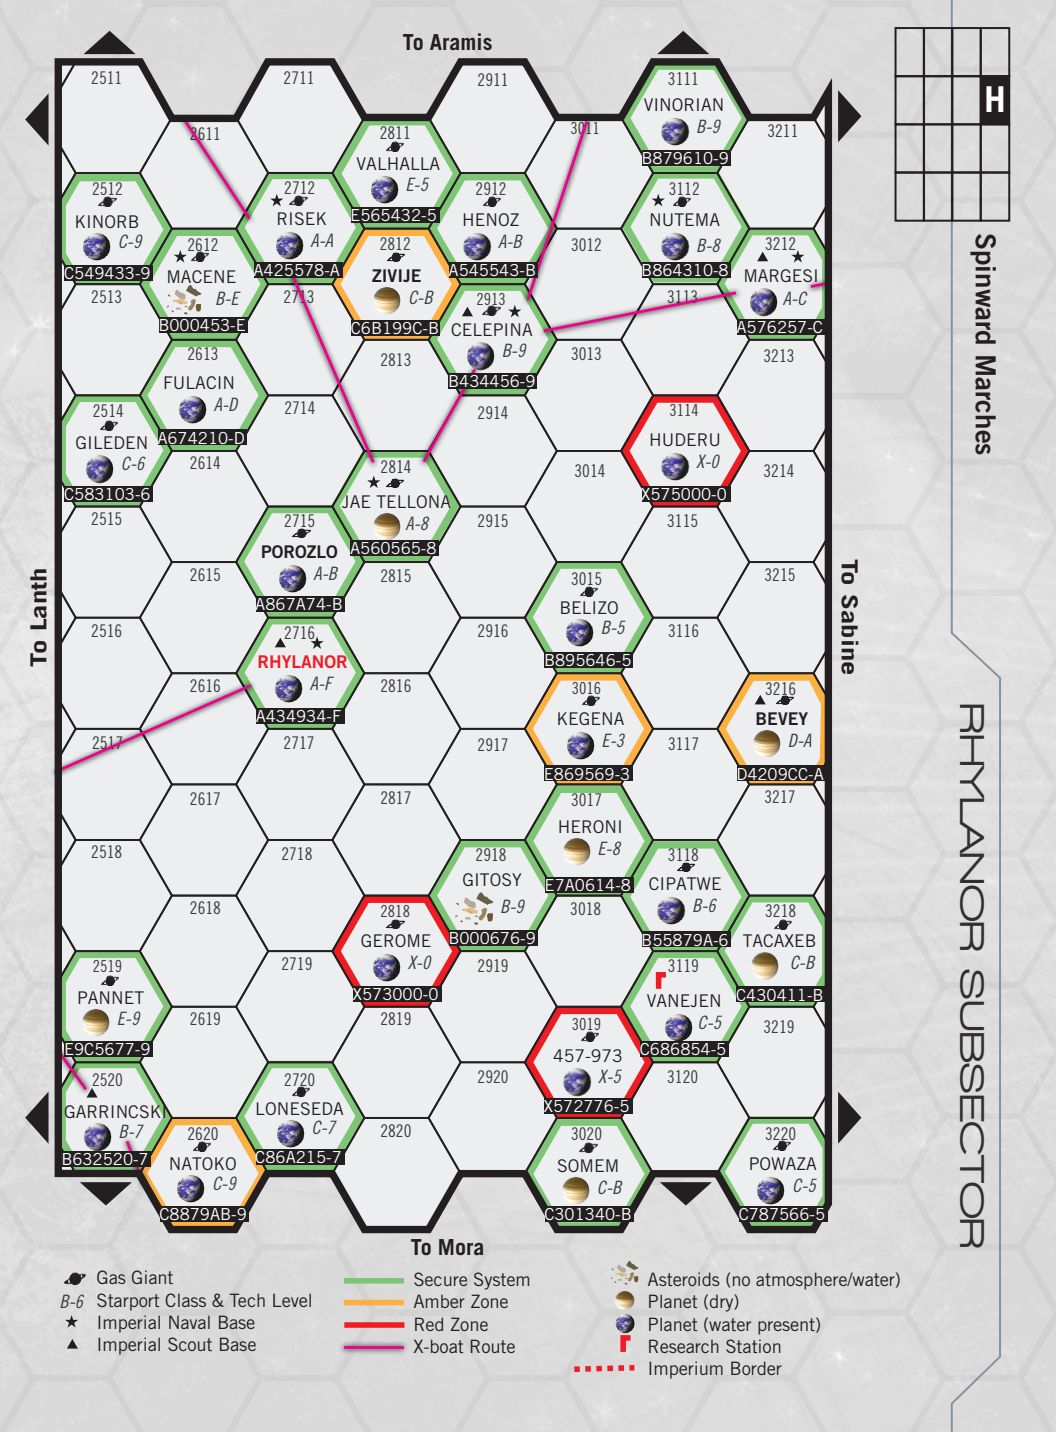 To Aramis
2511
2711
2911
3111
VINORIAN
B-9
B879610-9
H
2611
2811
VALHALLA
E-5
E565432-5
3011
3211
2512
KINORB
C-9
C549433-9
2712
RISEK
A-A
A425578-A
2912
HENOZ
A-B
A545543-B
3112
NUTEMA
B-8
B864310-8
2612
MACENE
B-E
B000453-E
2812
ZIVIJE
C-B
C6B199C-B
3012
3212
MARGESI
A-C
A576257-C
2513
2713
2913
CELEPINA
B-9
B434456-9
3113
2613
FULACIN
A-D
A674210-D
2813
3013
3213
2514
GILEDEN
C-6
C583103-6
2714
2914
3114
HUDERU
X-0
X575000-0
2614
2814
JAE TELLONA
A-8
A560565-8
3014
3214
2515
2715
POROZLO
A-B
A867A74-B
2915
3115
2615
2815
3015
BELIZO
B-5
B895646-5
3215
2516
2716
RHYLANOR
A-F
A434934-F
2916
3116
2616
2816
3016
KEGENA
E-3
E869569-3
3216
BEVEY
D-A
D4209CC-A
2517
2717
2917
3117
2617
2817
3017
HERONI
E-8
E7A0614-8
3217
2518
2718
2918
GITOSY
B-9
B000676-9
3118
CIPATWE
B-6
B55879A-6
2618
2818
GEROME
X-0
X573000-0
3018
3218
TACAXEB
C-B
C430411-B
2519
PANNET
E-9
E9C5677-9
2719
2919
3119
VANEJEN
C-5
C686854-5
2619
2819
3019
457-973
X-5
X572776-5
3219
2520
GARRINCSKI
B-7
B632520-7
2720
LONESEDA
C-7
C86A215-7
2920
3120
2620
NATOKO
C-9
C8879AB-9
2820
3020
SOMEM
C-B
C301340-B
3220
POWAZA
C-5
C787566-5
To Lanth
To Sabine
To Mora
Spinward Marches
RHYLANOR SUBSECTOR
Gas Giant
B-6 Starport Class & Tech Level
Imperial Naval Base
Imperial Scout Base
Secure System
Amber Zone
Red Zone
X-boat Route
Asteroids (no atmosphere/water)
Planet (dry)
Planet (water present)
Research Station
Imperium Border